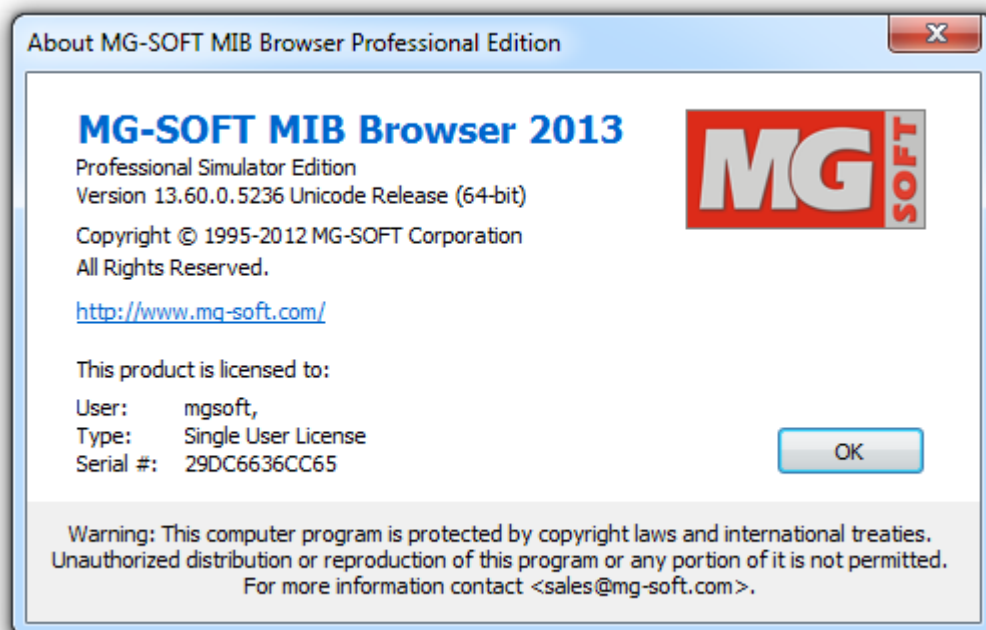 About MG-SOFT MIB Browser Professional Edition
MG-SOFT MIB Browser 2013
Professional Simulator Edition
Version 13.60.0.5236 Unicode Release (64-bit)
Copyright © 1995-2012 MG-SOFT Corporation
All Rights Reserved.
http://www.mg-soft.com/
MG SOFT
This product is licensed to:
User: mgsoft,
Type: Single User License
Serial #: 29DC6636CC65
OK
Warning: This computer program is protected by copyright laws and international treaties.
Unauthorized distribution or reproduction of this program or any portion of it is not permitted.
For more information contact <sales@mg-soft.com>.